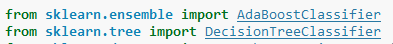 from sklearn.ensemble import AdaBoostClassifier
from sklearn.tree import DecisionTreeClassifier